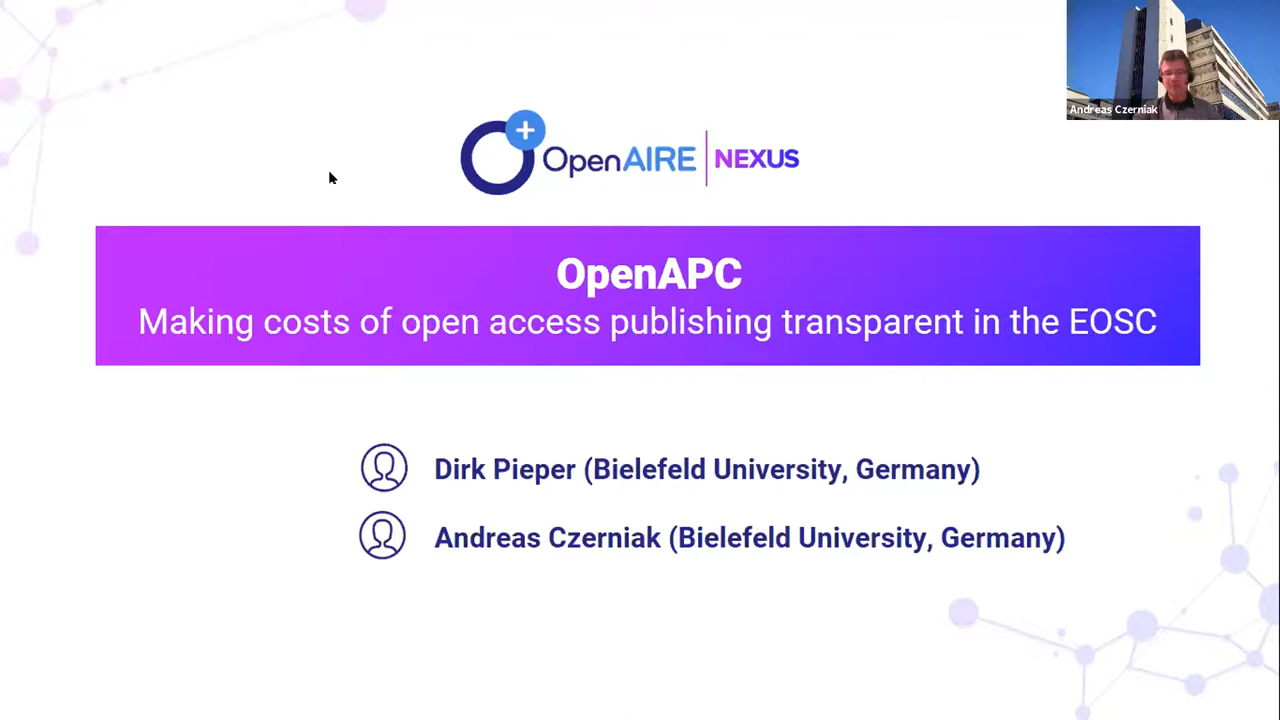 Andreas Czerniak
OpenAIRE NEXUS
OpenAPC
Making costs of open access publishing transparent in the EOSC
Dirk Pieper (Bielefeld University, Germany)
Andreas Czerniak (Bielefeld University, Germany)